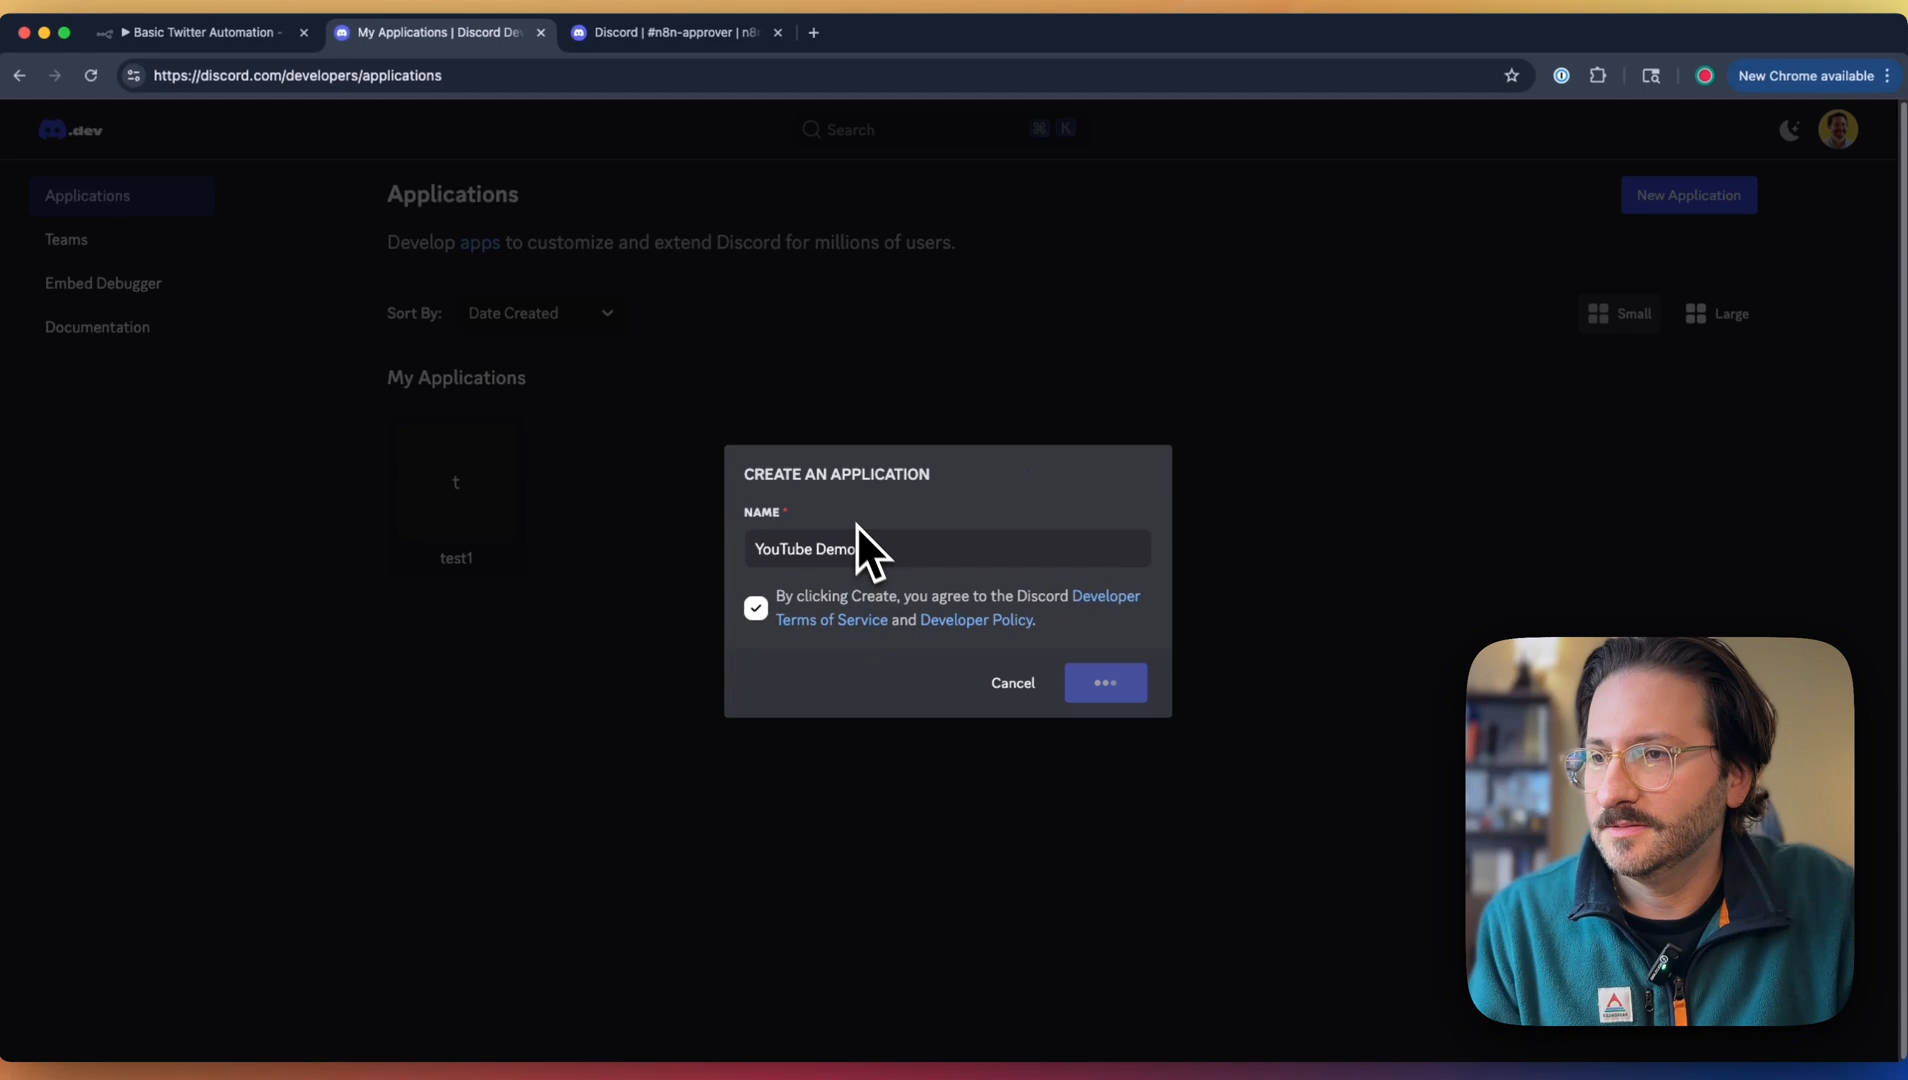 Basic Twitter Automation -
My Applications | Discord De
Discord | #n8n-approver | n8
https://discord.com/developers/applications
New Chrome available
.dev
Search
⌘ K
Applications
Teams
Embed Debugger
Documentation
Applications
New Application
Develop apps to customize and extend Discord for millions of users.
Sort By:
Date Created
Small
Large
My Applications
t
test1
CREATE AN APPLICATION
NAME *
YouTube Demo
By clicking Create, you agree to the Discord Developer
Terms of Service and Developer Policy.
Cancel